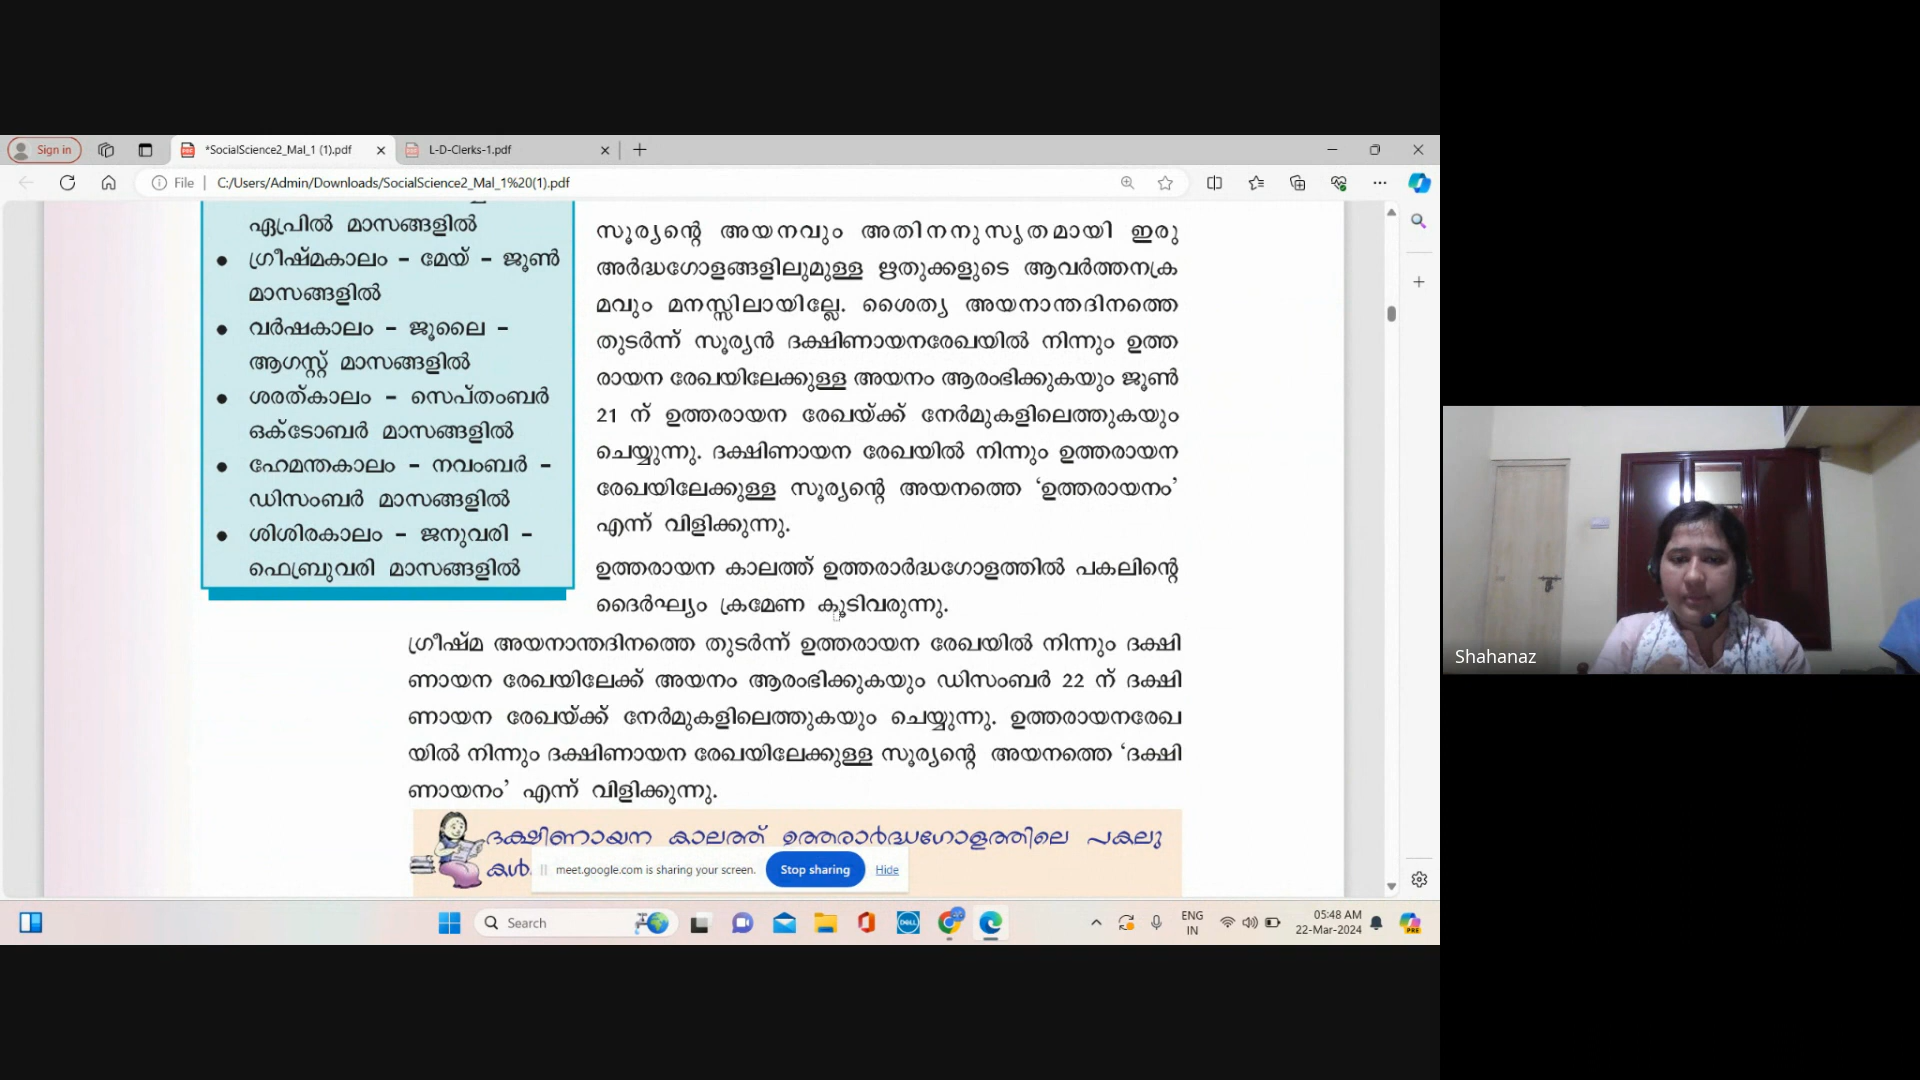 Sign in
*SocialScience2_Mal_1 (1).pdf
L-D-Clerks-1.pdf
File
C:/Users/Admin/Downloads/SocialScience2_Mal_1%20(1).pdf
ഏപ്രിൽ മാസങ്ങളിൽ
ഗ്രീഷ്മകാലം – മേയ് – ജൂൺ
മാസങ്ങളിൽ
വർഷകാലം – ജൂലൈ –
ആഗസ്റ്റ് മാസങ്ങളിൽ
ശരത്കാലം – സെപ്തംബർ
ഒക്ടോബർ മാസങ്ങളിൽ
ഹേമന്തകാലം – നവംബർ –
ഡിസംബർ മാസങ്ങളിൽ
ശിശിരകാലം – ജനുവരി –
ഫെബ്രുവരി മാസങ്ങളിൽ
സൂര്യന്റെ അയനവും അതിനനുസൃതമായി ഇരു
അർദ്ധഗോളങ്ങളിലുമുള്ള ഋതുക്കളുടെ ആവർത്തനക്ര
മവും മനസ്സിലായില്ലേ. ശൈത്യ അയനാന്തദിനത്തെ
തുടർന്ന് സൂര്യൻ ദക്ഷിണായനരേഖയിൽ നിന്നും ഉത്ത
രായന രേഖയിലേക്കുള്ള അയനം ആരംഭിക്കുകയും ജൂൺ
21 ന് ഉത്തരായന രേഖയ്ക്ക് നേർമുകളിലെത്തുകയും
ചെയ്യുന്നു. ദക്ഷിണായന രേഖയിൽ നിന്നും ഉത്തരായന
രേഖയിലേക്കുള്ള സൂര്യന്റെ അയനത്തെ ‘ഉത്തരായനം’
എന്ന് വിളിക്കുന്നു.
ഉത്തരായന കാലത്ത് ഉത്തരാർദ്ധഗോളത്തിൽ പകലിന്റെ
ദൈർഘ്യം ക്രമേണ കൂടിവരുന്നു.
ഗ്രീഷ്മ അയനാന്തദിനത്തെ തുടർന്ന് ഉത്തരായന രേഖയിൽ നിന്നും ദക്ഷി
ണായന രേഖയിലേക്ക് അയനം ആരംഭിക്കുകയും ഡിസംബർ 22 ന് ദക്ഷി
ണായന രേഖയ്ക്ക് നേർമുകളിലെത്തുകയും ചെയ്യുന്നു. ഉത്തരായനരേഖ
യിൽ നിന്നും ദക്ഷിണായന രേഖയിലേക്കുള്ള സൂര്യന്റെ അയനത്തെ ‘ദക്ഷി
ണായനം’ എന്ന് വിളിക്കുന്നു.
ദക്ഷിണായന കാലത്ത് ഉത്തരാർദ്ധഗോളത്തിലെ പകലു
കൾ
meet.google.com is sharing your screen.
Stop sharing
Hide
Shahanaz
Search
DELL
ENG
IN
05:48 AM
22-Mar-2024
PRE